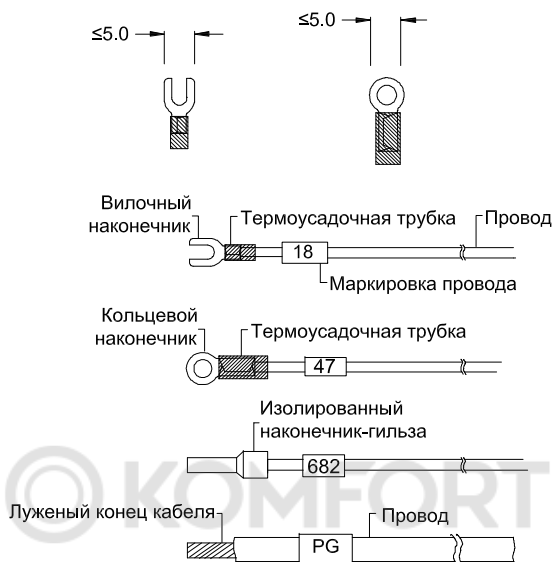 ≤5.0
≤5.0
Вилочный
наконечник
Термоусадочная трубка
Провод
18
Маркировка провода
Кольцевой
наконечник
Термоусадочная трубка
47
Изолированный
наконечник-гильза
682
KOMFORT
Луженый конец кабеля
Провод
PG